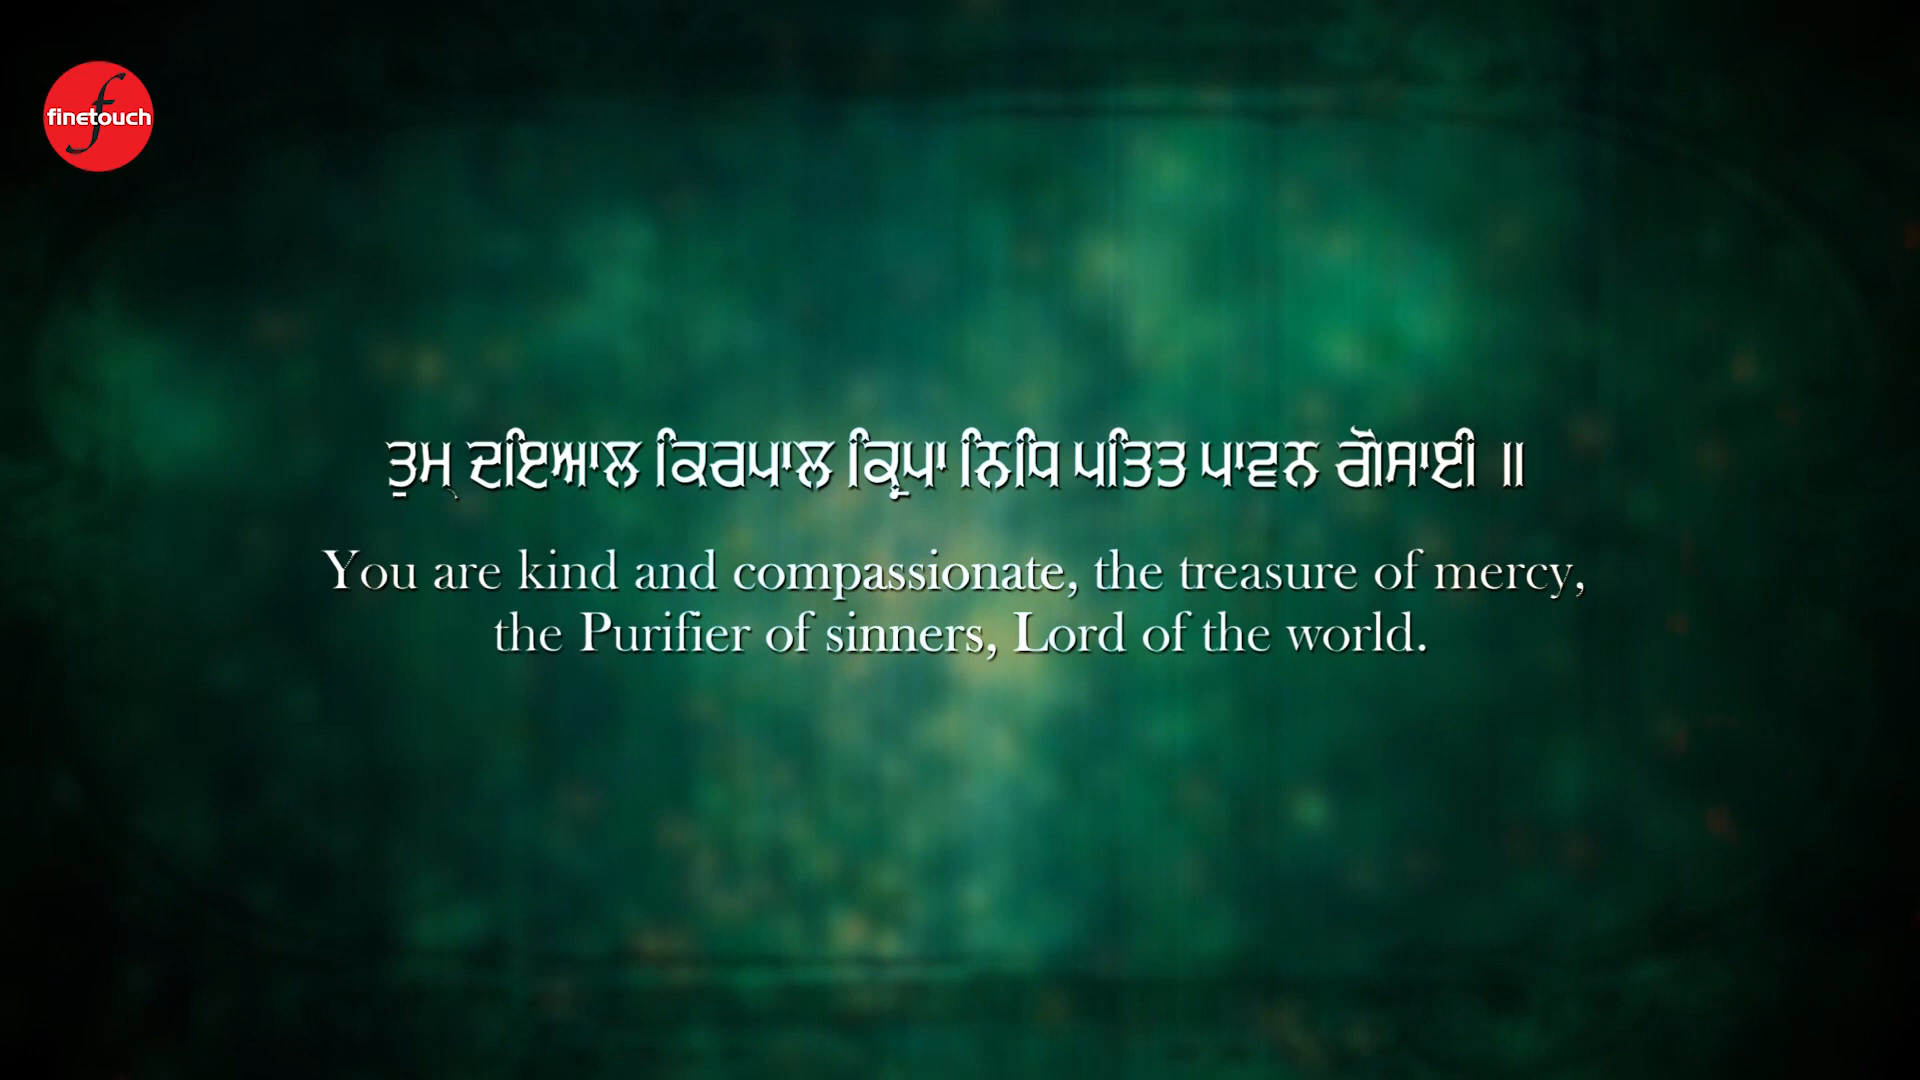 finetouch
ਤੁਮ੍ ਦਇਆਲ ਕਿਰਪਾਲ ਕ੍ਰਿਪਾ ਨਿਧਿ ਪਤਿਤ ਪਾਵਨ ਗੋਸਾਈ ॥
You are kind and compassionate, the treasure of mercy,
the Purifier of sinners, Lord of the world.